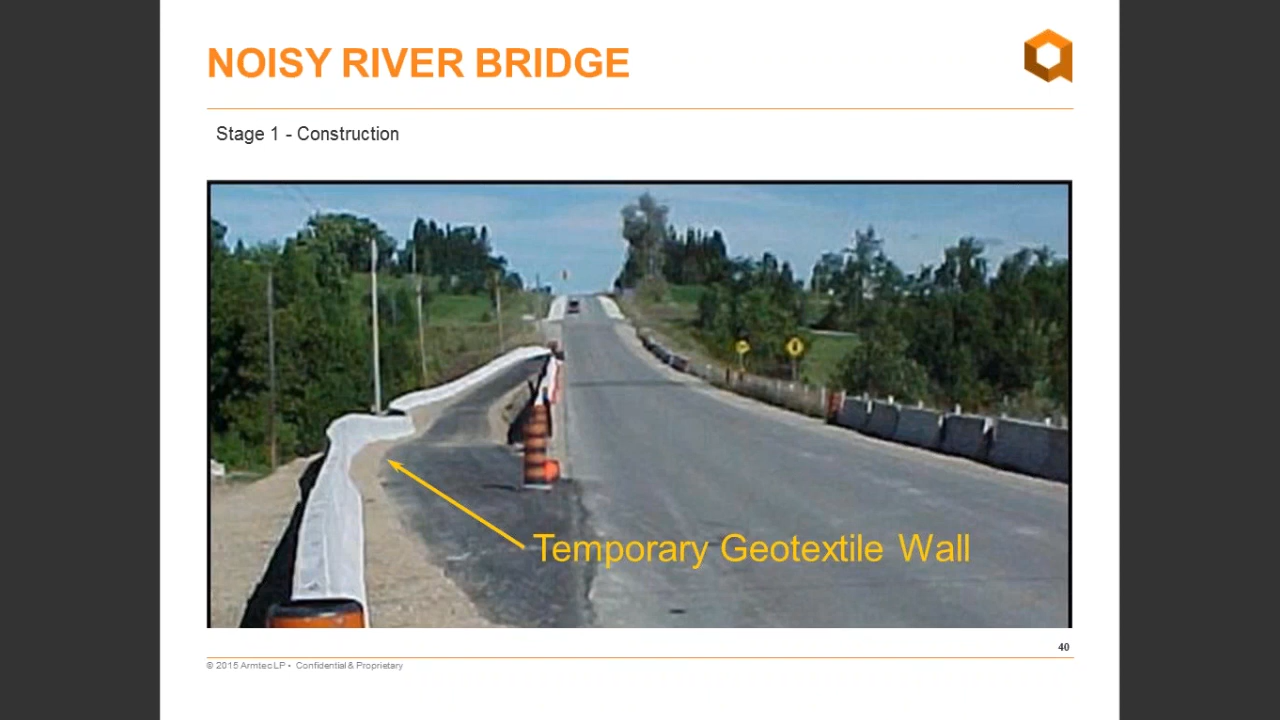 NOISY RIVER BRIDGE
Stage 1 - Construction
Temporary Geotextile Wall
40
© 2015 Armtec LP • Confidential & Proprietary